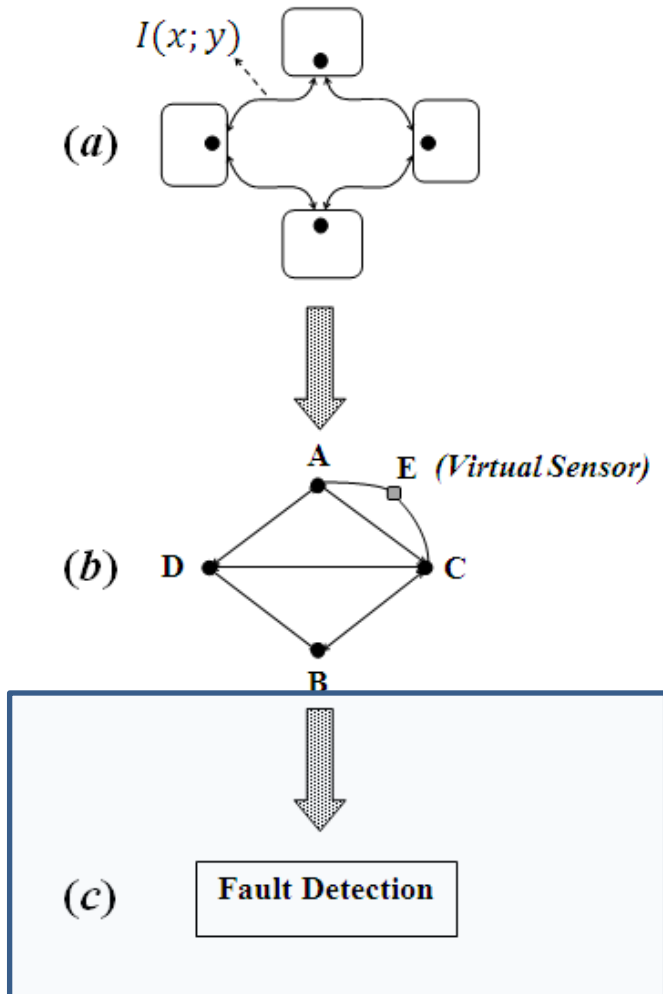 I(x; y)
(a)
A
E (Virtual Sensor)
(b) D C
B
(c) Fault Detection